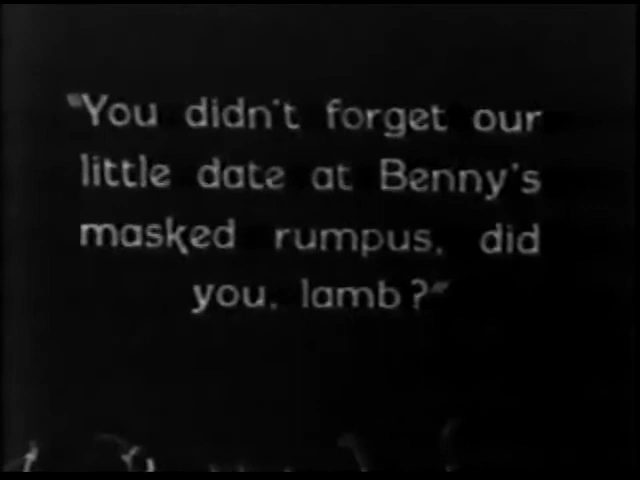 "You didn't forget our
little date at Benny's
masked rumpus, did
you, lamb?"